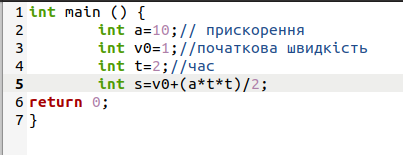 1 int main () {
2 int a=10;// прискорення
3 int v0=1;//початкова швидкість
4 int t=2;//час
5 int s=v0+(a*t*t)/2;
6 return 0;
7 }